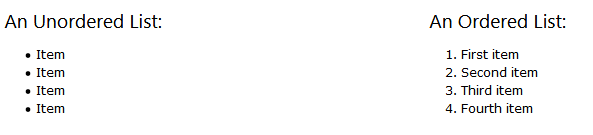 An Unordered List:
• Item
• Item
• Item
• Item
An Ordered List:
1. First item
2. Second item
3. Third item
4. Fourth item